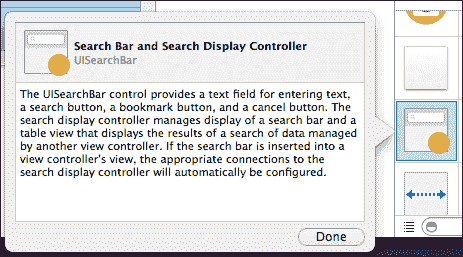 Search Bar and Search Display Controller
UISearchBar
The UISearchBar control provides a text field for entering text,
a search button, a bookmark button, and a cancel button. The
search display controller manages display of a search bar and a
table view that displays the results of a search of data managed
by another view controller. If the search bar is inserted into a
view controller's view, the appropriate connections to the
search display controller will automatically be configured.
Done